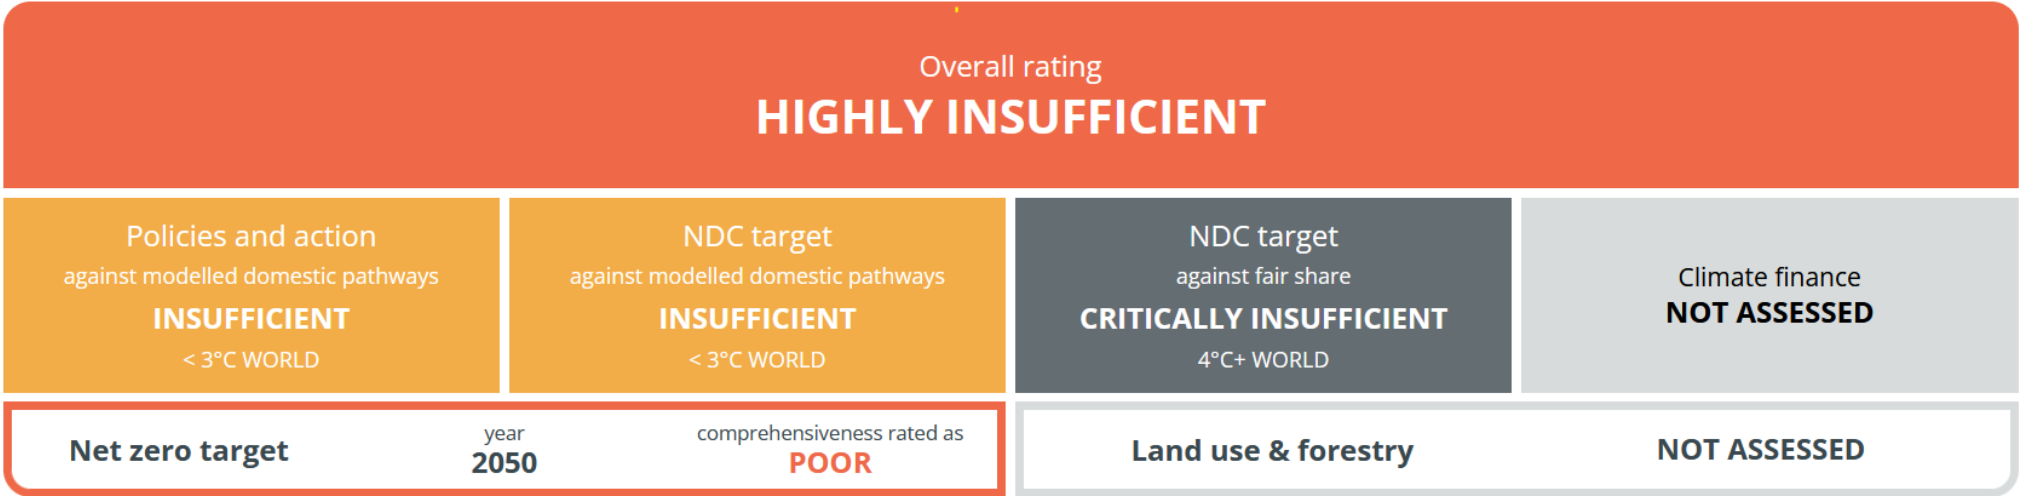 Overall rating
HIGHLY INSUFFICIENT
Policies and action
against modelled domestic pathways
INSUFFICIENT
< 3°C WORLD
NDC target
against modelled domestic pathways
INSUFFICIENT
< 3°C WORLD
NDC target
against fair share
CRITICALLY INSUFFICIENT
4°C+ WORLD
Climate finance
NOT ASSESSED
Net zero target
year
2050
comprehensiveness rated as
POOR
Land use & forestry
NOT ASSESSED